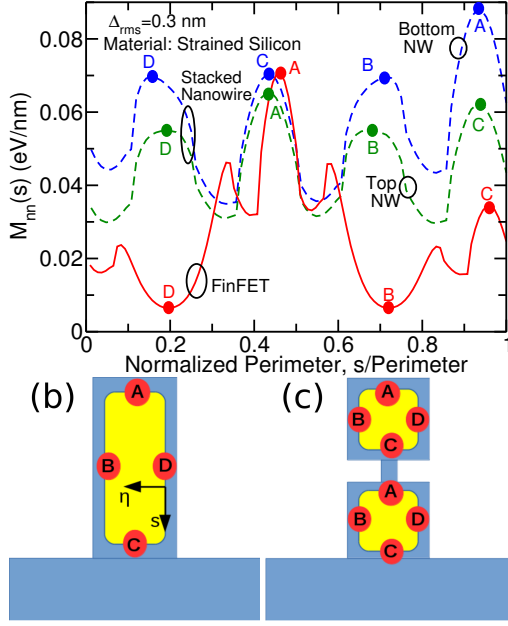 Δrms=0.3 nm
Material: Strained Silicon
Bottom
NW
A
D
C
A
B
Stacked
Nanowire
D
A
B
C
Top
NW
C
D
B
FinFET
0.08
0.06
0.04
0.02
0
Mnn(s) (eV/nm)
0 0.2 0.4 0.6 0.8 1
Normalized Perimeter, s/Perimeter
(b)
A
B
D
η
s
C
(c)
A
B
D
C
A
B
D
C